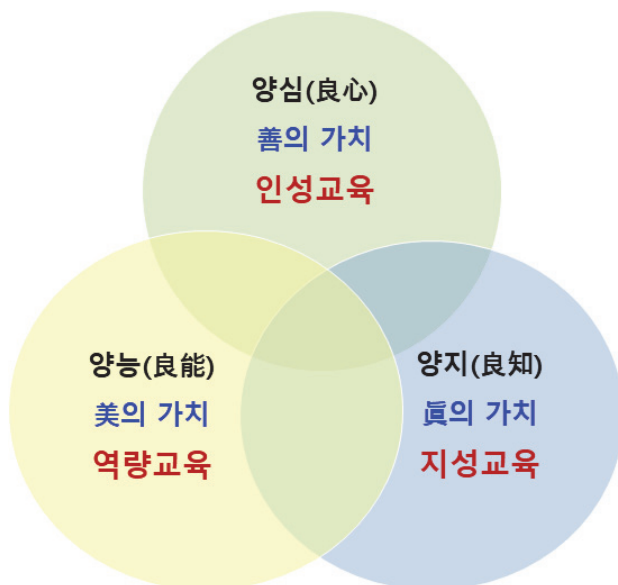 양심(良心)
善의 가치
인성교육
양능(良能)
美의 가치
역량교육
양지(良知)
眞의 가치
지성교육